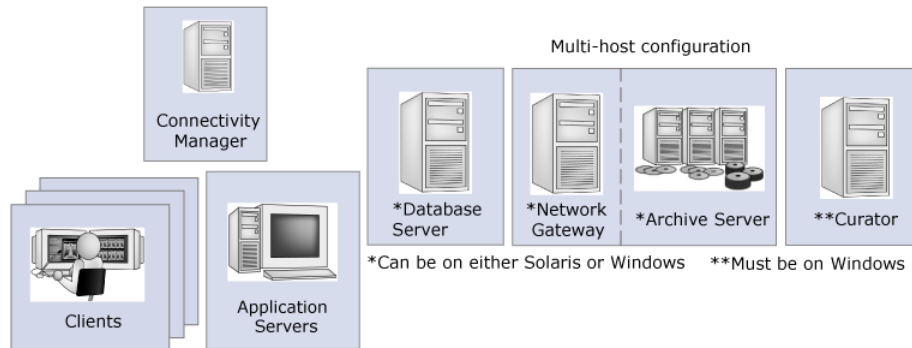 Multi-host configuration
Connectivity
Manager
*Database
Server
*Network
Gateway
*Archive Server
**Curator
*Can be on either Solaris or Windows
**Must be on Windows
Clients
Application
Servers